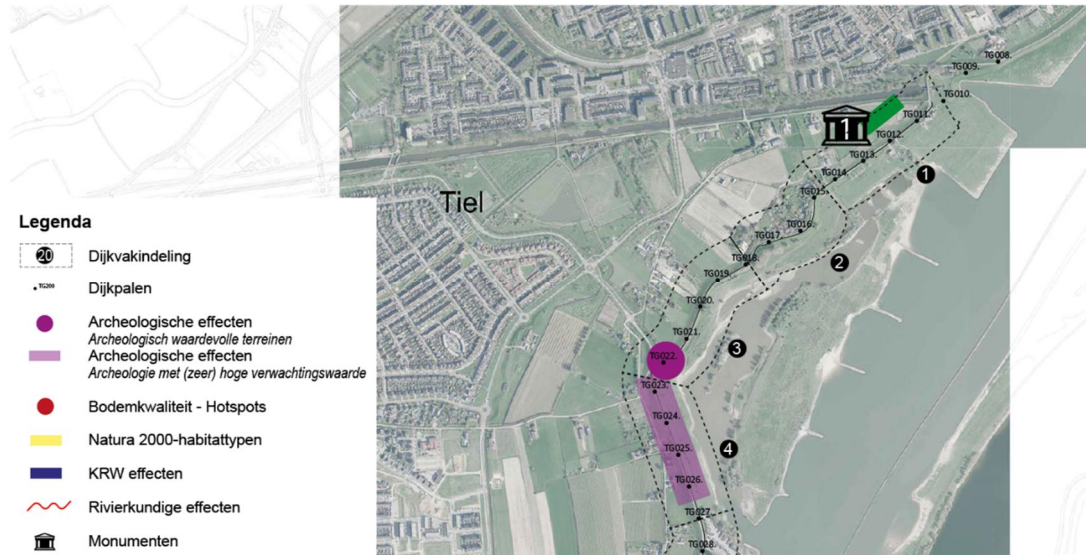 TG008.
TG009.
TG010.
1
TG011.
TG012.
TG013.
TG014.
1
TG015.
Tiel
TG016.
TG017.
2
TG018.
TG019.
TG020.
TG021.
3
TG022.
TG023.
TG024.
4
TG025.
TG026.
TG027.
TG028.
Legenda
20 Dijkvakindeling
TG200 Dijkpalen
Archeologische effecten
Archeologisch waardevolle terreinen
Archeologische effecten
Archeologie met (zeer) hoge verwachtingswaarde
Bodemkwaliteit - Hotspots
Natura 2000-habitattypen
KRW effecten
Rivierkundige effecten
Monumenten